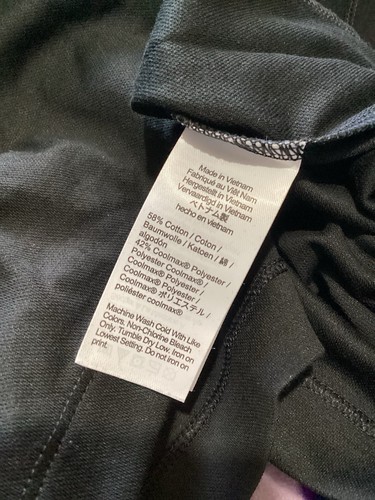 Made in Vietnam
Fabriqué au Việt Nam
Hergestellt in Vietnam
Vervaardigd in Vietnam
ベトナム製
hecho en vietnam
58% Cotton / Coton /
Baumwolle / Katoen / 綿 /
algodón
42% Coolmax® Polyester /
Polyester Coolmax® /
Coolmax® Polyester /
Coolmax® Polyester /
Coolmax® ポリエステル /
poliéster coolmax®
Machine Wash Cold With Like
Colors. Non-Chlorine Bleach
Only. Tumble Dry Low. Iron on
Lowest Setting. Do not iron on
print.